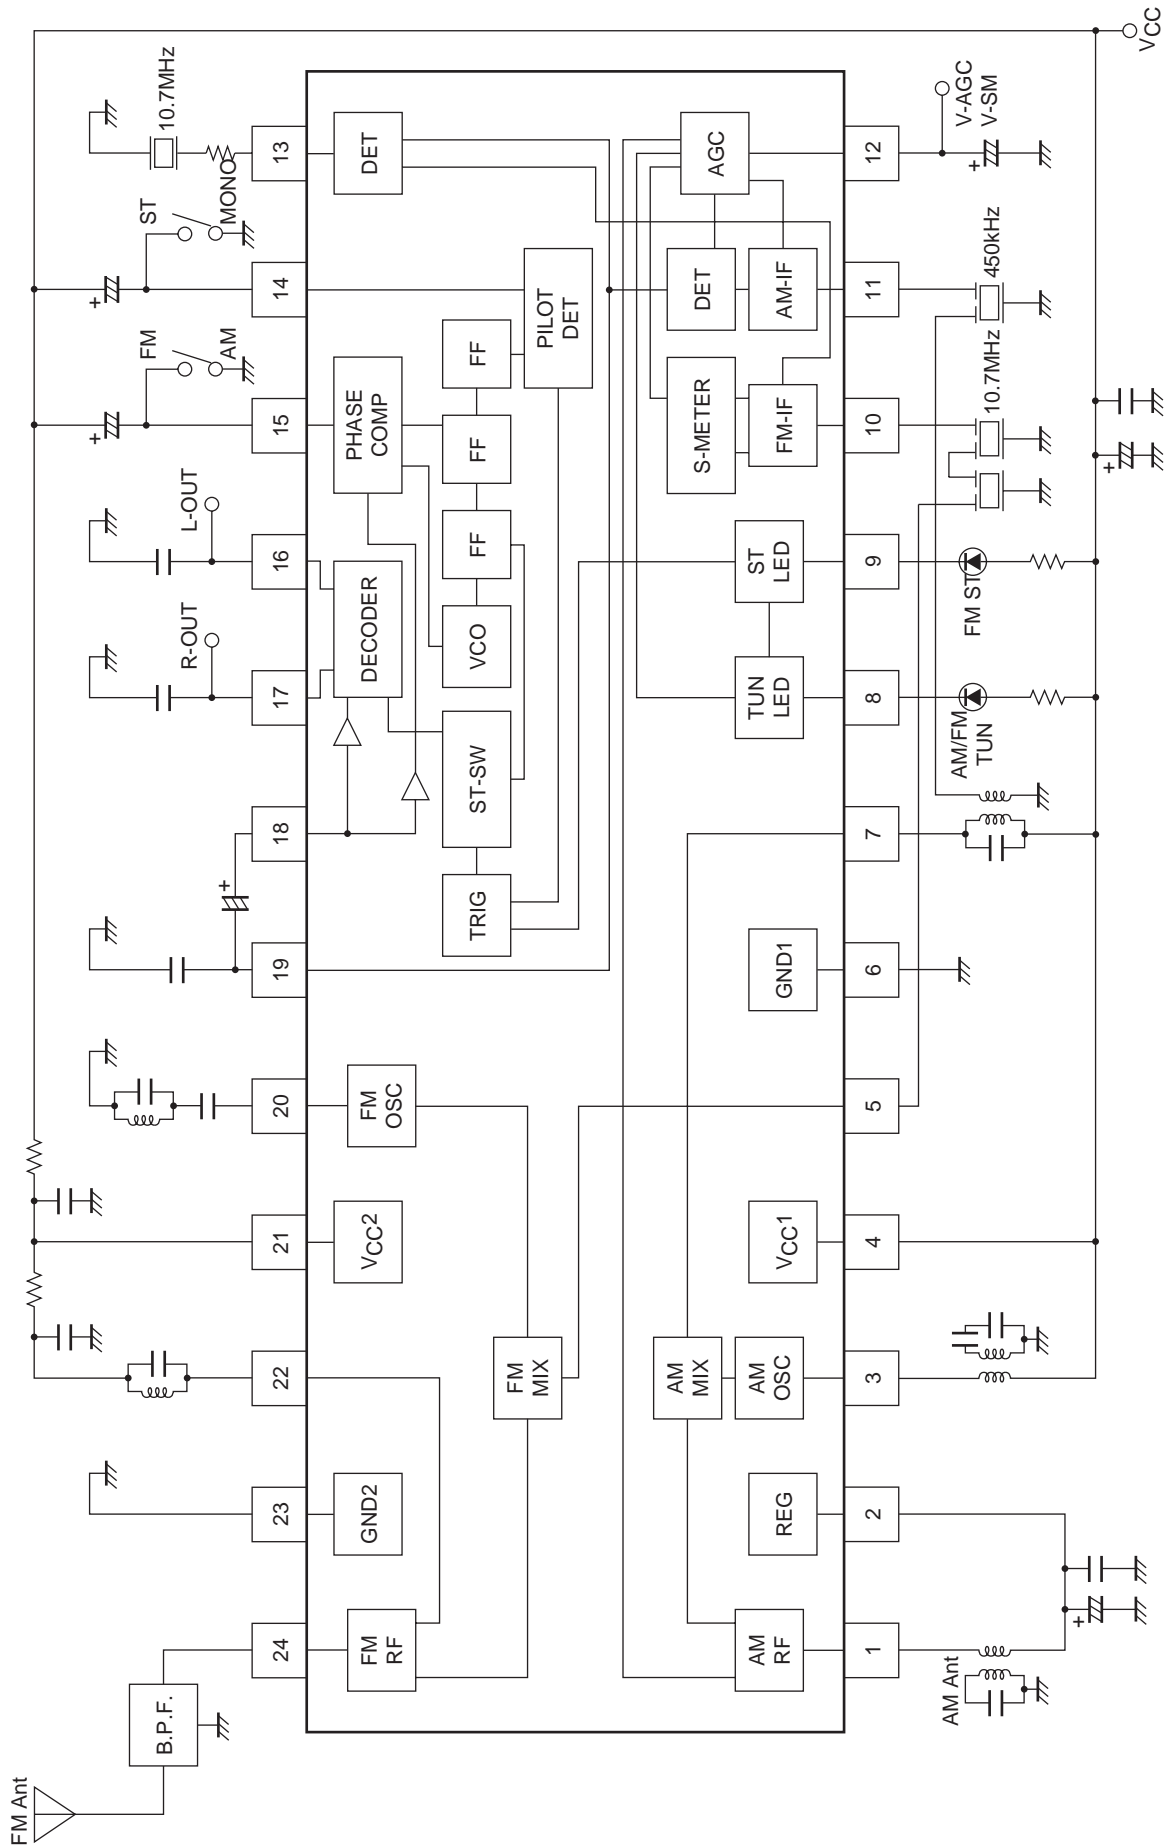 FM Ant
B.P.F.
24
23
22
21
20
19
18
17
16
15
14
13
R-OUT
L-OUT
FM
AM
ST
MONO
10.7MHz
VCC
FM
RF
GND2
VCC2
FM
OSC
DECODER
PHASE
COMP
DET
TRIG
ST-SW
VCO
FF
FF
FF
PILOT
DET
FM
MIX
AM
MIX
S-METER
DET
AGC
AM
RF
REG
AM
OSC
VCC1
GND1
TUN
LED
ST
LED
FM-IF
AM-IF
1
2
3
4
5
6
7
8
9
10
11
12
AM Ant
AM/FM
TUN
FM ST
10.7MHz
450kHz
V-AGC
V-SM
+
+
+
+
+
+